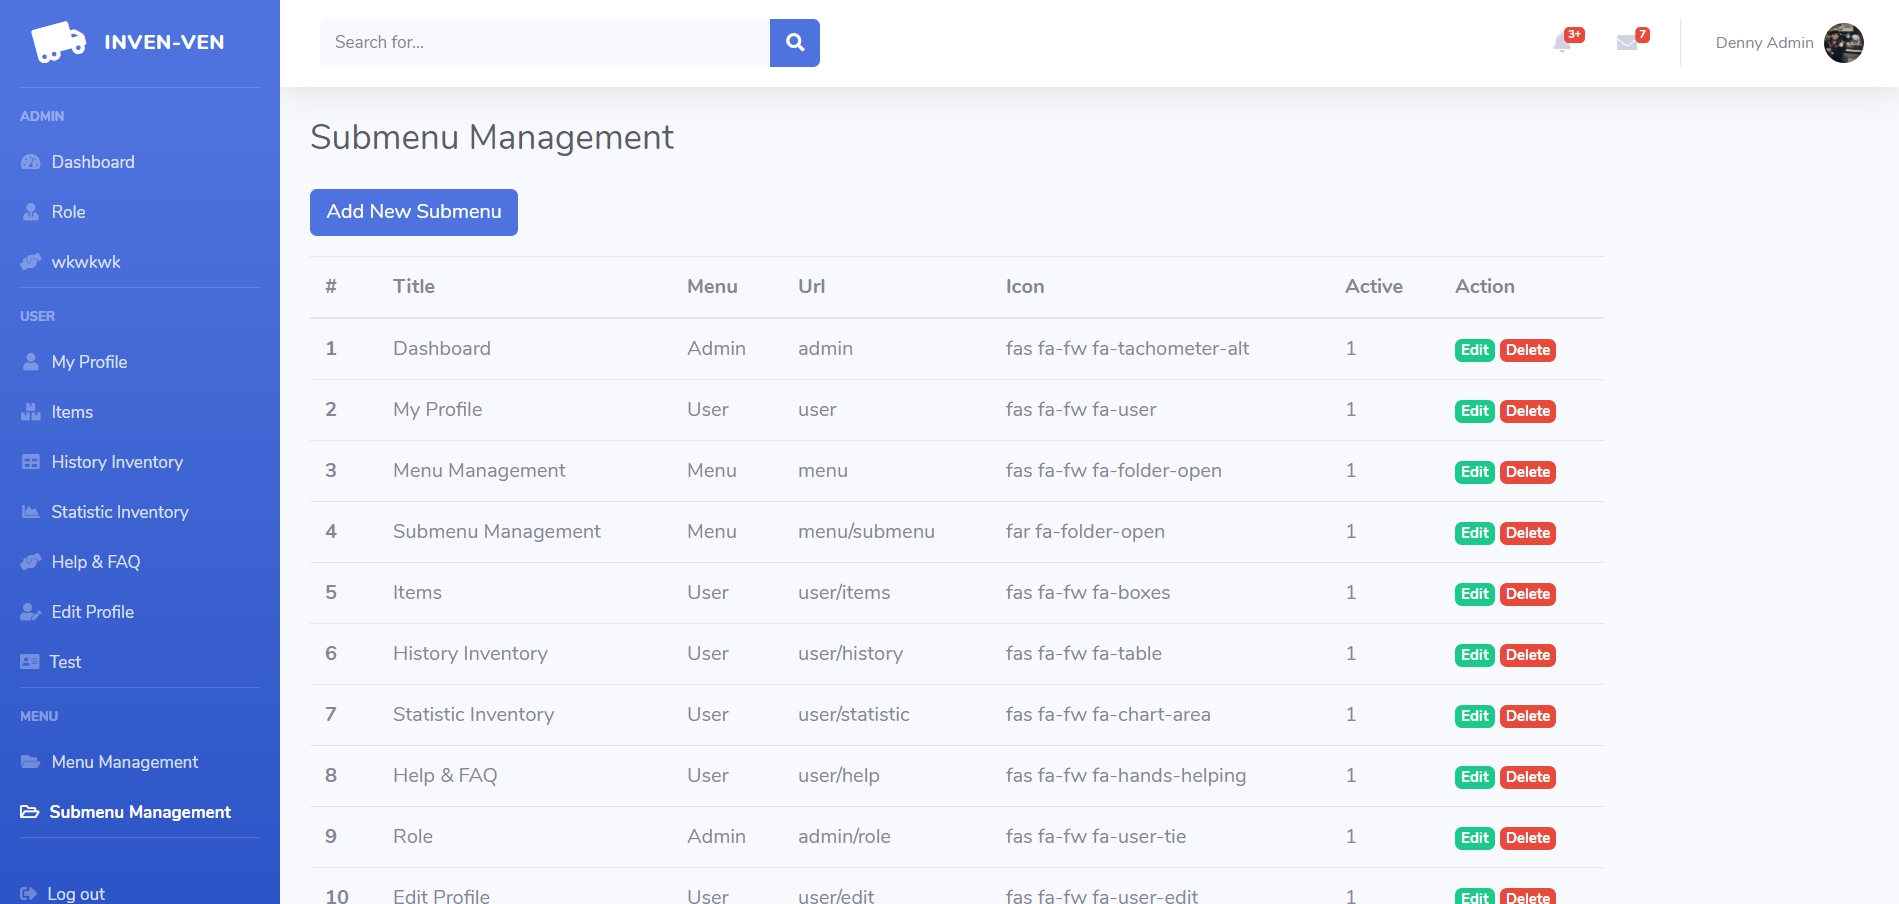 INVEN-VEN
ADMIN
Dashboard
Role
wkwkwk
USER
My Profile
Items
History Inventory
Statistic Inventory
Help & FAQ
Edit Profile
Test
MENU
Menu Management
Submenu Management
Log out
Search for...
3+
7
Denny Admin
Submenu Management
Add New Submenu
# Title Menu Url Icon Active Action
1 Dashboard Admin admin fas fa-fw fa-tachometer-alt 1 Edit Delete
2 My Profile User user fas fa-fw fa-user 1 Edit Delete
3 Menu Management Menu menu fas fa-fw fa-folder-open 1 Edit Delete
4 Submenu Management Menu menu/submenu far fa-folder-open 1 Edit Delete
5 Items User user/items fas fa-fw fa-boxes 1 Edit Delete
6 History Inventory User user/history fas fa-fw fa-table 1 Edit Delete
7 Statistic Inventory User user/statistic fas fa-fw fa-chart-area 1 Edit Delete
8 Help & FAQ User user/help fas fa-fw fa-hands-helping 1 Edit Delete
9 Role Admin admin/role fas fa-fw fa-user-tie 1 Edit Delete
10 Edit Profile User user/edit fas fa-fw fa-user-edit 1 Edit Delete